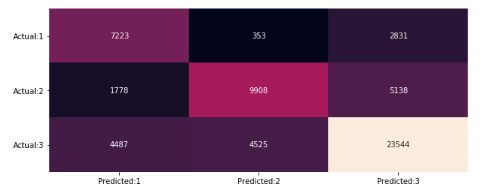 Actual:1 7223 353 2831
Actual:2 1778 9908 5138
Actual:3 4487 4525 23544
Predicted:1 Predicted:2 Predicted:3